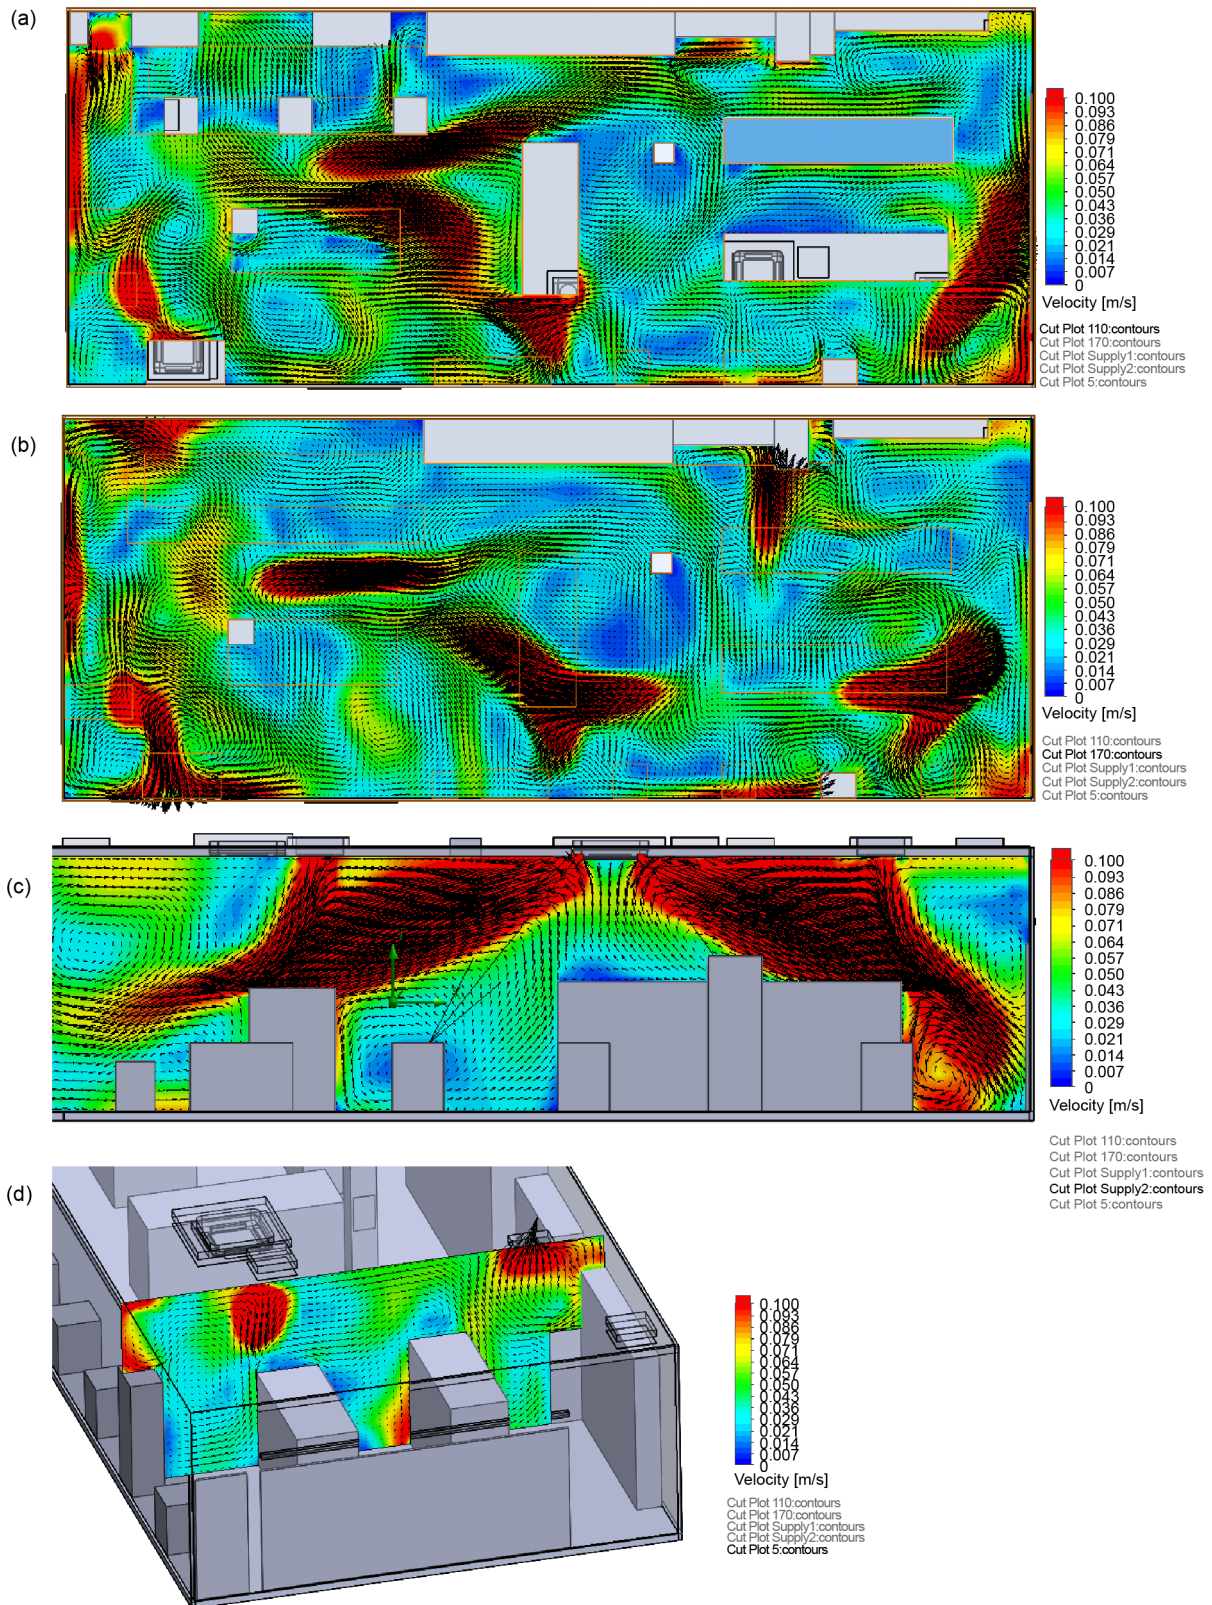 (a)
0.100
0.093
0.086
0.079
0.071
0.064
0.057
0.050
0.043
0.036
0.029
0.021
0.014
0.007
0
Velocity [m/s]
Cut Plot 110:contours
Cut Plot 170:contours
Cut Plot Supply1:contours
Cut Plot Supply2:contours
Cut Plot 5:contours
(b)
0.100
0.093
0.086
0.079
0.071
0.064
0.057
0.050
0.043
0.036
0.029
0.021
0.014
0.007
0
Velocity [m/s]
Cut Plot 110:contours
Cut Plot 170:contours
Cut Plot Supply1:contours
Cut Plot Supply2:contours
Cut Plot 5:contours
(c)
0.100
0.093
0.086
0.079
0.071
0.064
0.057
0.050
0.043
0.036
0.029
0.021
0.014
0.007
0
Velocity [m/s]
Cut Plot 110:contours
Cut Plot 170:contours
Cut Plot Supply1:contours
Cut Plot Supply2:contours
Cut Plot 5:contours
(d)
0.100
0.093
0.086
0.079
0.071
0.064
0.057
0.050
0.043
0.036
0.029
0.021
0.014
0.007
0
Velocity [m/s]
Cut Plot 110:contours
Cut Plot 170:contours
Cut Plot Supply1:contours
Cut Plot Supply2:contours
Cut Plot 5:contours